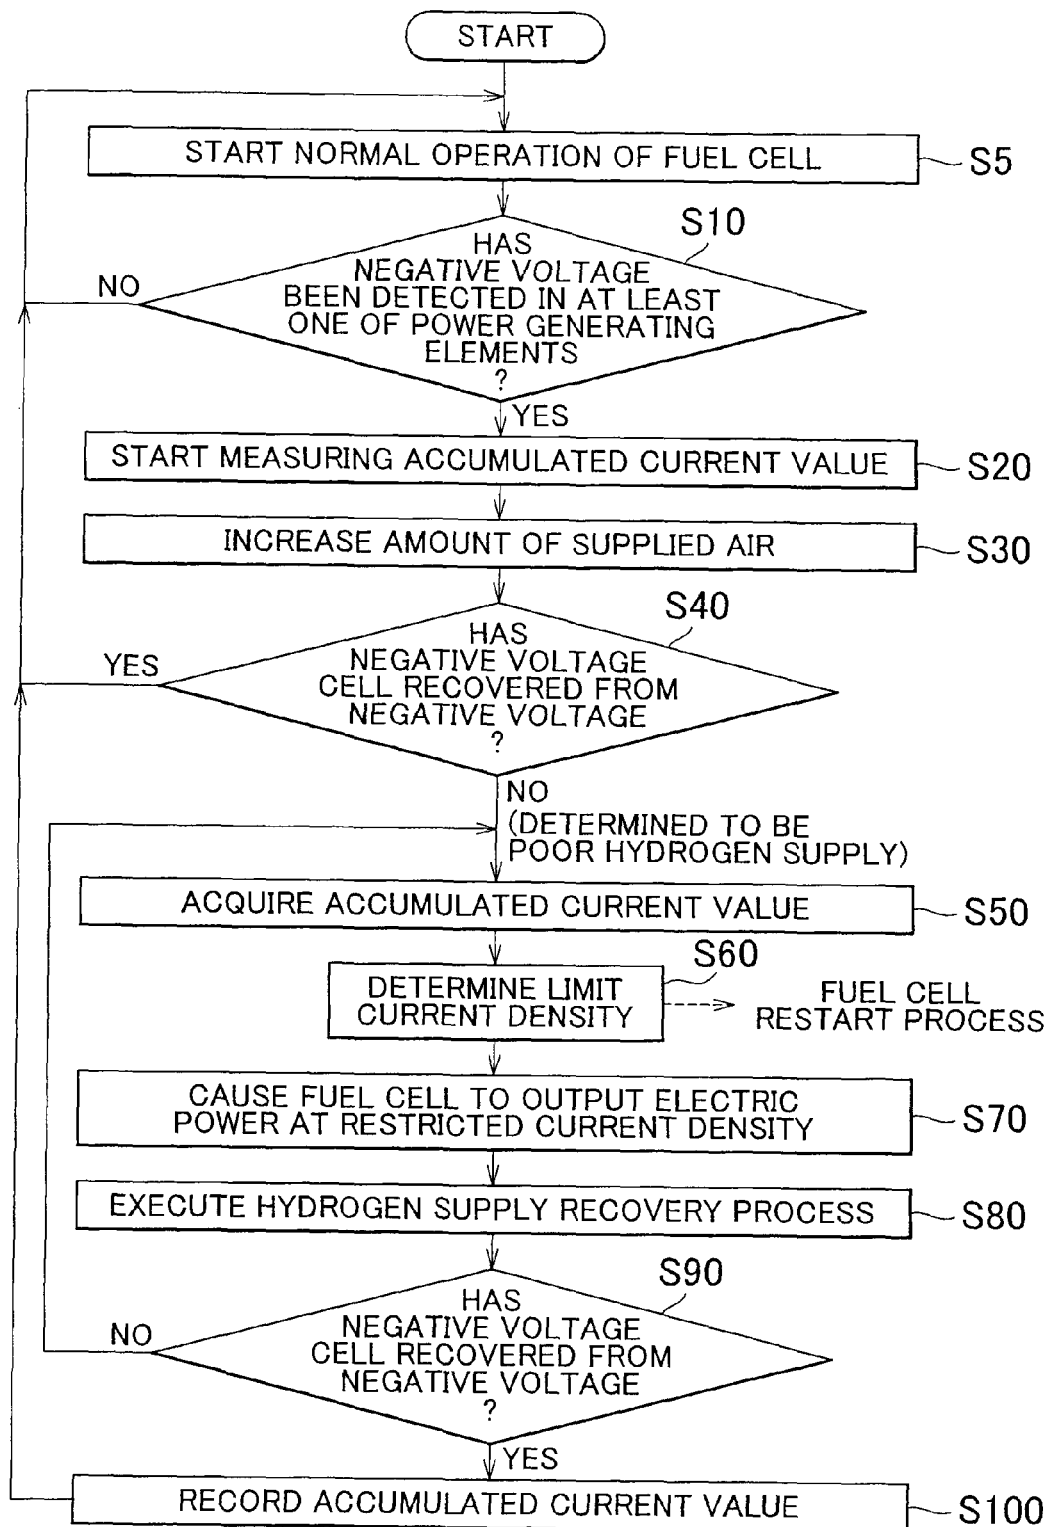 START
START NORMAL OPERATION OF FUEL CELL
S5
S10
HAS
NEGATIVE VOLTAGE
BEEN DETECTED IN AT LEAST
ONE OF POWER GENERATING
ELEMENTS
?
NO
YES
START MEASURING ACCUMULATED CURRENT VALUE
S20
INCREASE AMOUNT OF SUPPLIED AIR
S30
S40
HAS
NEGATIVE VOLTAGE
CELL RECOVERED FROM
NEGATIVE VOLTAGE
?
YES
NO
(DETERMINED TO BE
POOR HYDROGEN SUPPLY)
ACQUIRE ACCUMULATED CURRENT VALUE
S50
S60
DETERMINE LIMIT
CURRENT DENSITY
FUEL CELL
RESTART PROCESS
CAUSE FUEL CELL TO OUTPUT ELECTRIC
POWER AT RESTRICTED CURRENT DENSITY
S70
EXECUTE HYDROGEN SUPPLY RECOVERY PROCESS
S80
S90
HAS
NEGATIVE VOLTAGE
CELL RECOVERED FROM
NEGATIVE VOLTAGE
?
NO
YES
RECORD ACCUMULATED CURRENT VALUE
S100